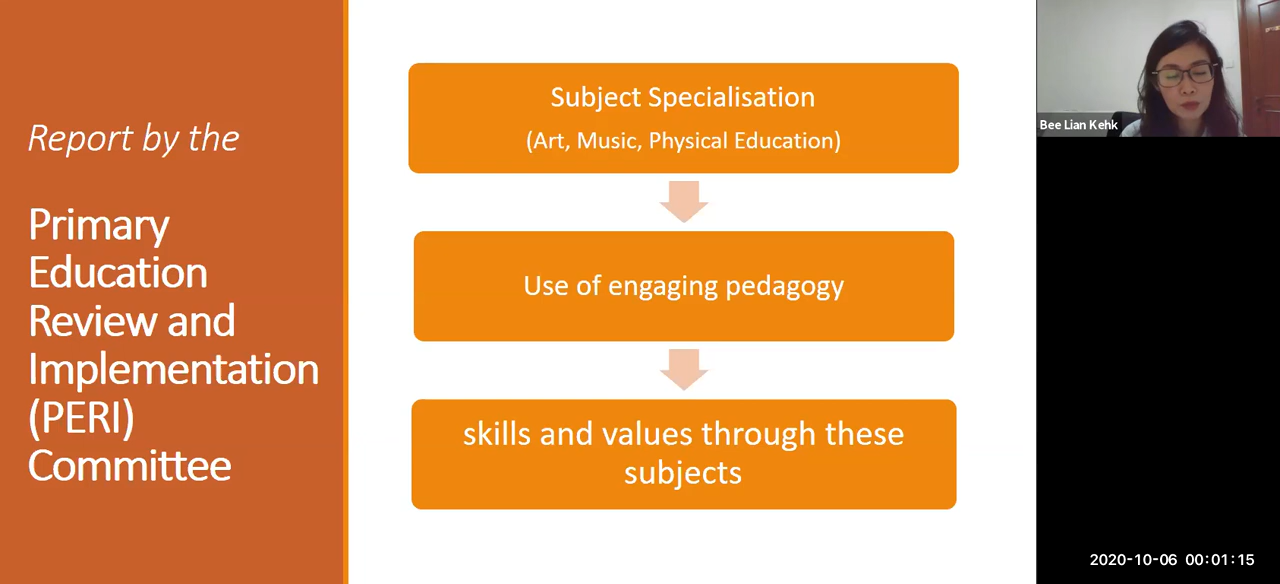 Report by the
Primary
Education
Review and
Implementation
(PERI)
Committee
Subject Specialisation
(Art, Music, Physical Education)
Use of engaging pedagogy
skills and values through these
subjects
Bee Lian Kehk
2020-10-06 00:01:15